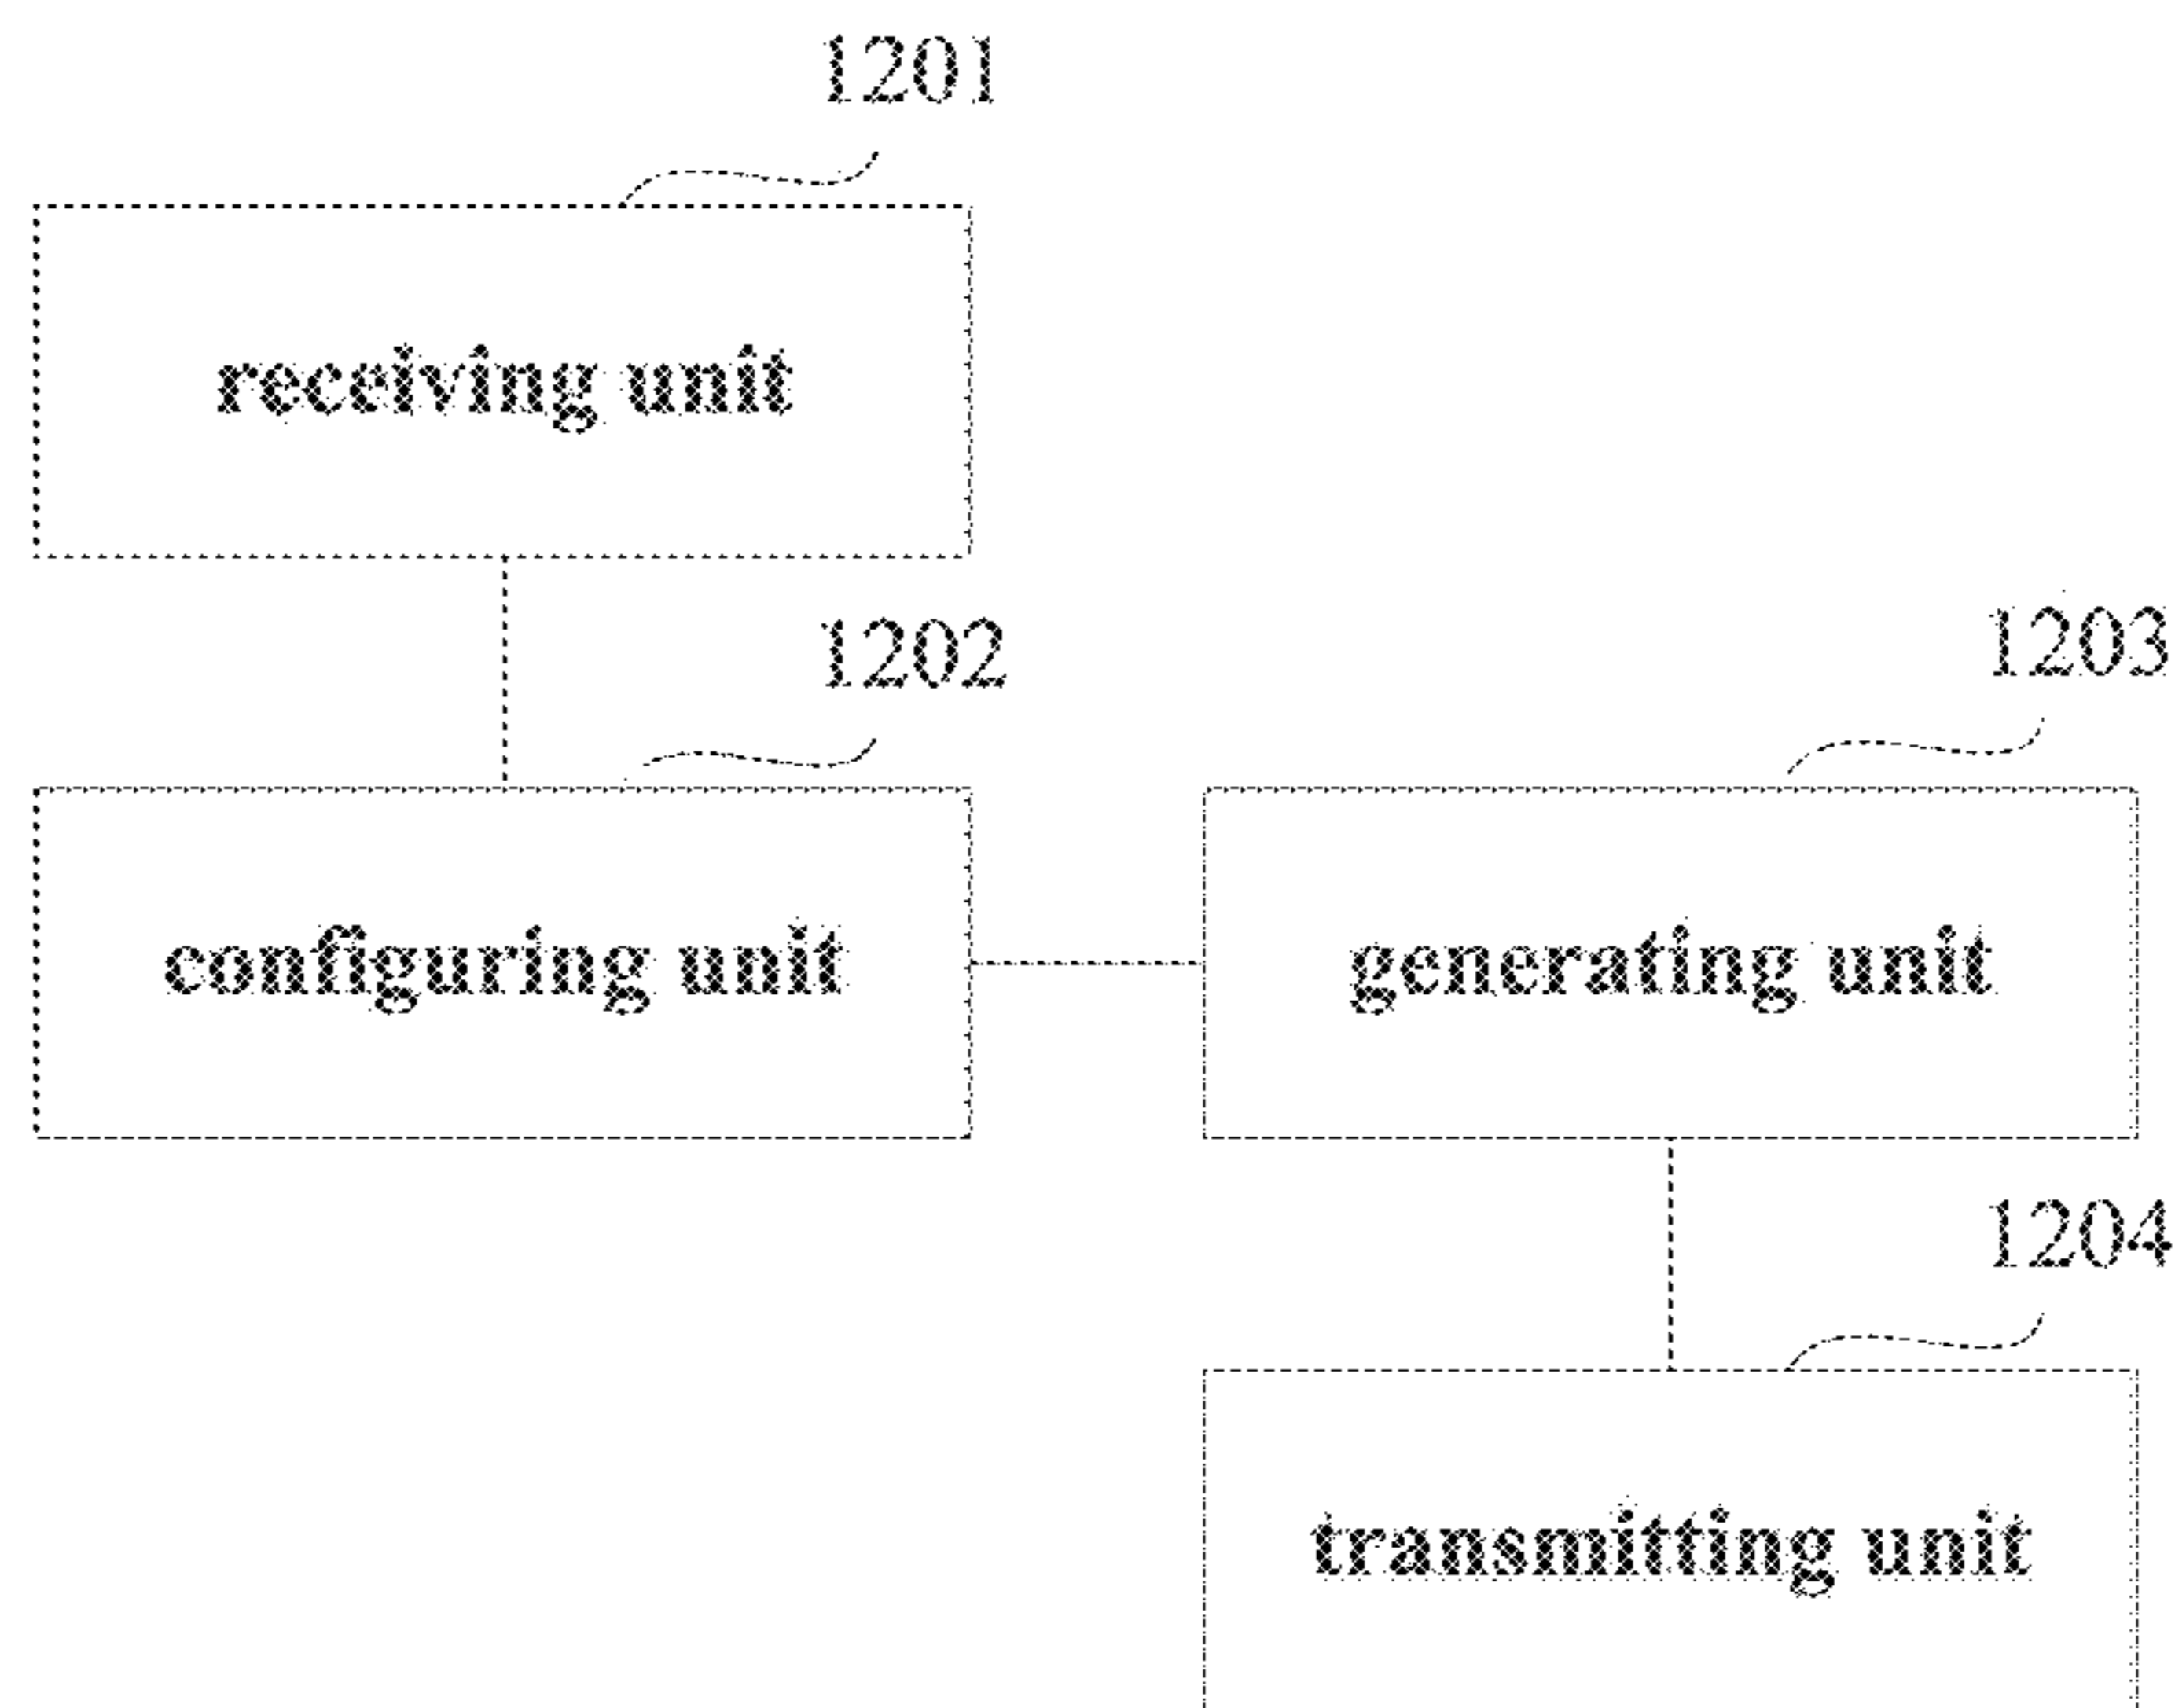 1201
receiving unit
1202
1203
configuring unit
generating unit
1204
transmitting unit